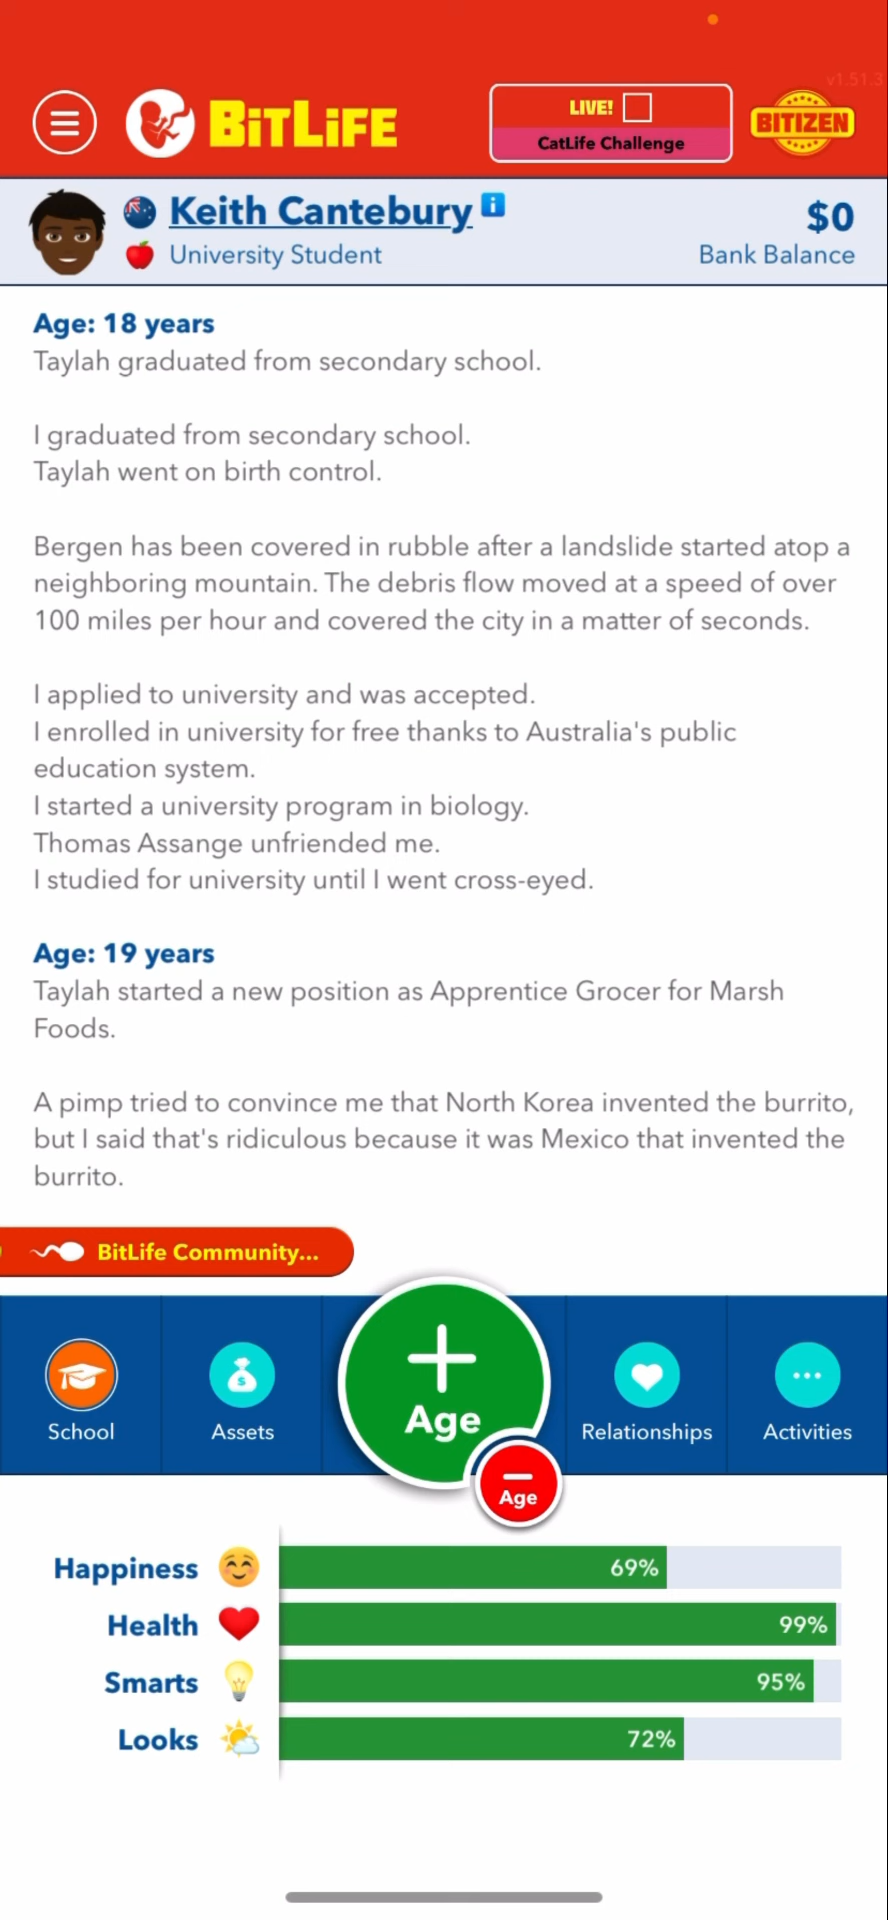 v1.51.3
BITLIFE
LIVE!
CatLife Challenge
BITIZEN
Keith Cantebury
$0
University Student
Bank Balance
Age: 18 years
Taylah graduated from secondary school.
I graduated from secondary school.
Taylah went on birth control.
Bergen has been covered in rubble after a landslide started atop a
neighboring mountain. The debris flow moved at a speed of over
100 miles per hour and covered the city in a matter of seconds.
I applied to university and was accepted.
I enrolled in university for free thanks to Australia's public
education system.
I started a university program in biology.
Thomas Assange unfriended me.
I studied for university until I went cross-eyed.
Age: 19 years
Taylah started a new position as Apprentice Grocer for Marsh
Foods.
A pimp tried to convince me that North Korea invented the burrito,
but I said that's ridiculous because it was Mexico that invented the
burrito.
BitLife Community...
School
Assets
Age
Age
Relationships
Activities
Happiness 69%
Health 99%
Smarts 95%
Looks 72%